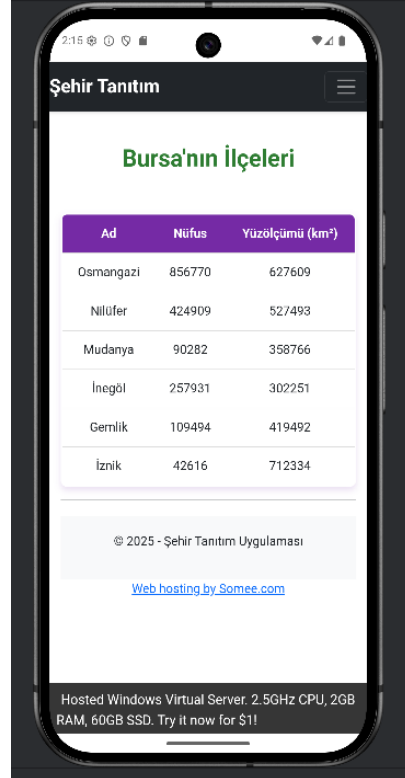 2:15
Şehir Tanıtım
Bursa'nın İlçeleri
Ad Nüfus Yüzölçümü (km²)
Osmangazi 856770 627609
Nilüfer 424909 527493
Mudanya 90282 358766
İnegöl 257931 302251
Gemlik 109494 419492
İznik 42616 712334
© 2025 - Şehir Tanıtım Uygulaması
Web hosting by Somee.com
Hosted Windows Virtual Server. 2.5GHz CPU, 2GB
RAM, 60GB SSD. Try it now for $1!